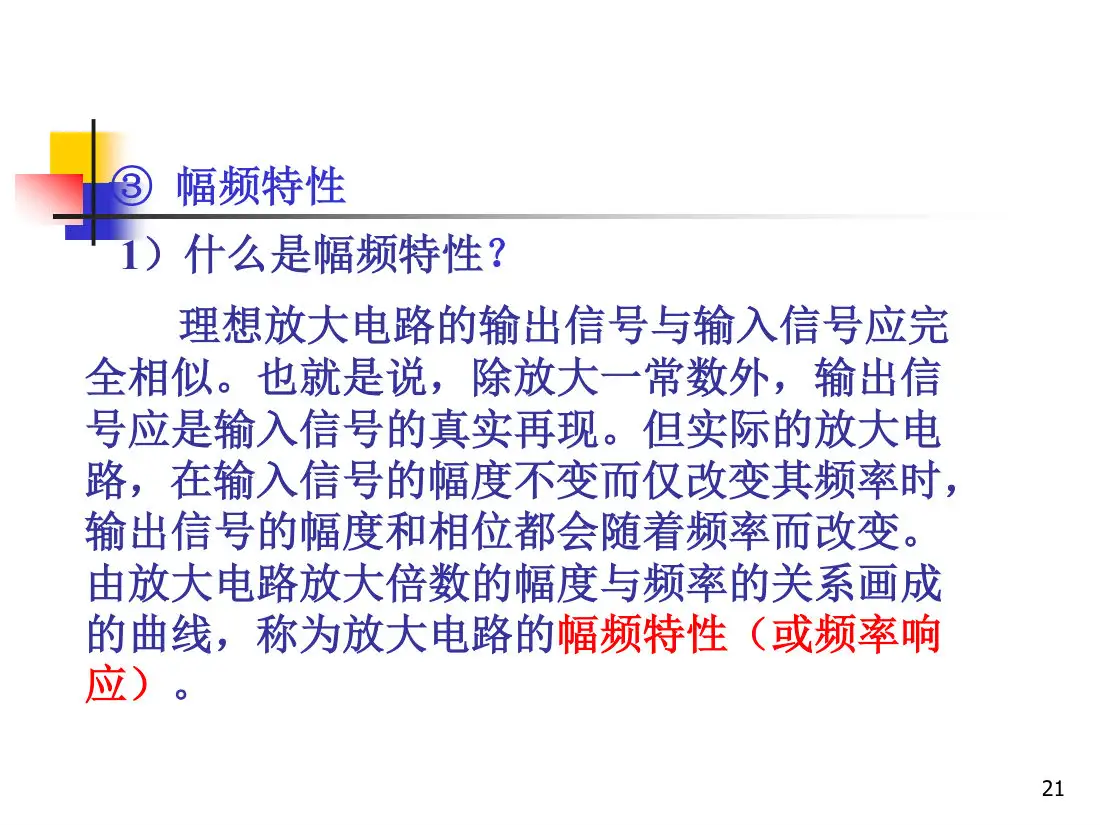 ③ 幅频特性
1）什么是幅频特性？
理想放大电路的输出信号与输入信号应完
全相似。也就是说，除放大一常数外，输出信
号应是输入信号的真实再现。但实际的放大电
路，在输入信号的幅度不变而仅改变其频率时，
输出信号的幅度和相位都会随着频率而改变。
由放大电路放大倍数的幅度与频率的关系画成
的曲线，称为放大电路的幅频特性（或频率响
应）。
21